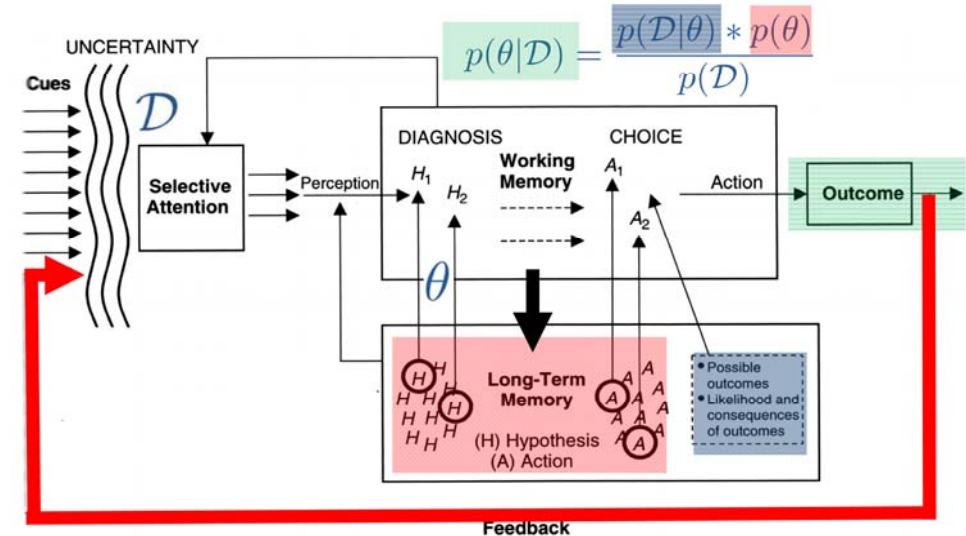 UNCERTAINTY
p(θ|D) = p(D|θ) * p(θ) / p(D)
Cues
D
DIAGNOSIS
CHOICE
Selective
Attention
Perception
H1
H2
Working
Memory
A1
A2
Action
Outcome
θ
H H
H H H
H H H
H H
Long-Term
Memory
(H) Hypothesis
(A) Action
A A
A A A A
A A A
A A
• Possible
outcomes
• Likelihood and
consequences
of outcomes
Feedback